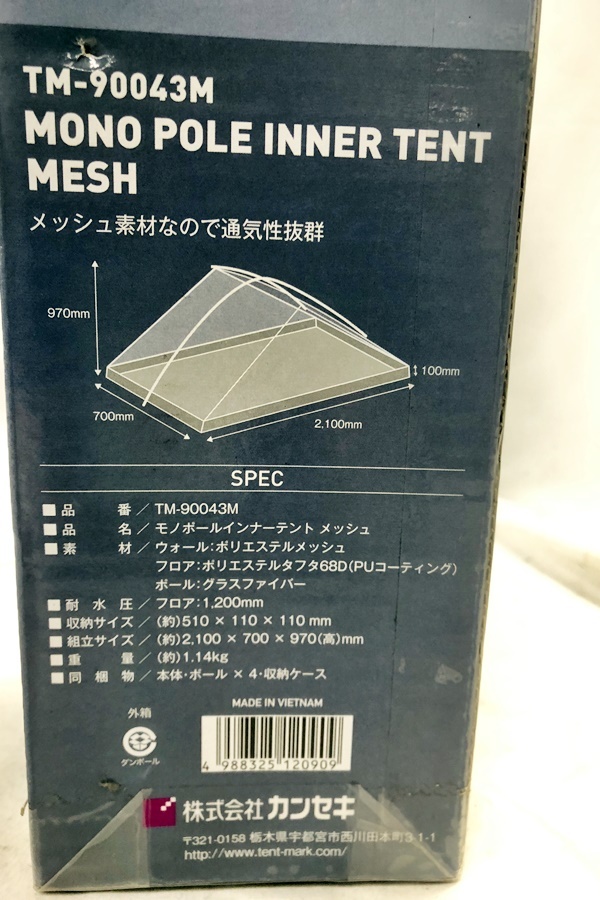 TM-90043M
MONO POLE INNER TENT
MESH
メッシュ素材なので通気性抜群
970mm
100mm
700mm
2,100mm
SPEC
■品 番／TM-90043M
■品 名／モノポールインナーテント メッシュ
■素 材／ウォール:ポリエステルメッシュ
フロア:ポリエステルタフタ68D(PUコーティング)
ポール:グラスファイバー
■耐 水 圧／フロア:1,200mm
■収納サイズ／(約)510 × 110 × 110 mm
■組立サイズ／(約)2,100 × 700 × 970(高)mm
■重 量／(約)1.14kg
■同 梱 物／本体・ポール × 4・収納ケース
MADE IN VIETNAM
外箱
ダンボール
4 988325 120909
株式会社 カンセキ
〒321-0158 栃木県宇都宮市西川田本町3-1-1
http://www.tent-mark.com/